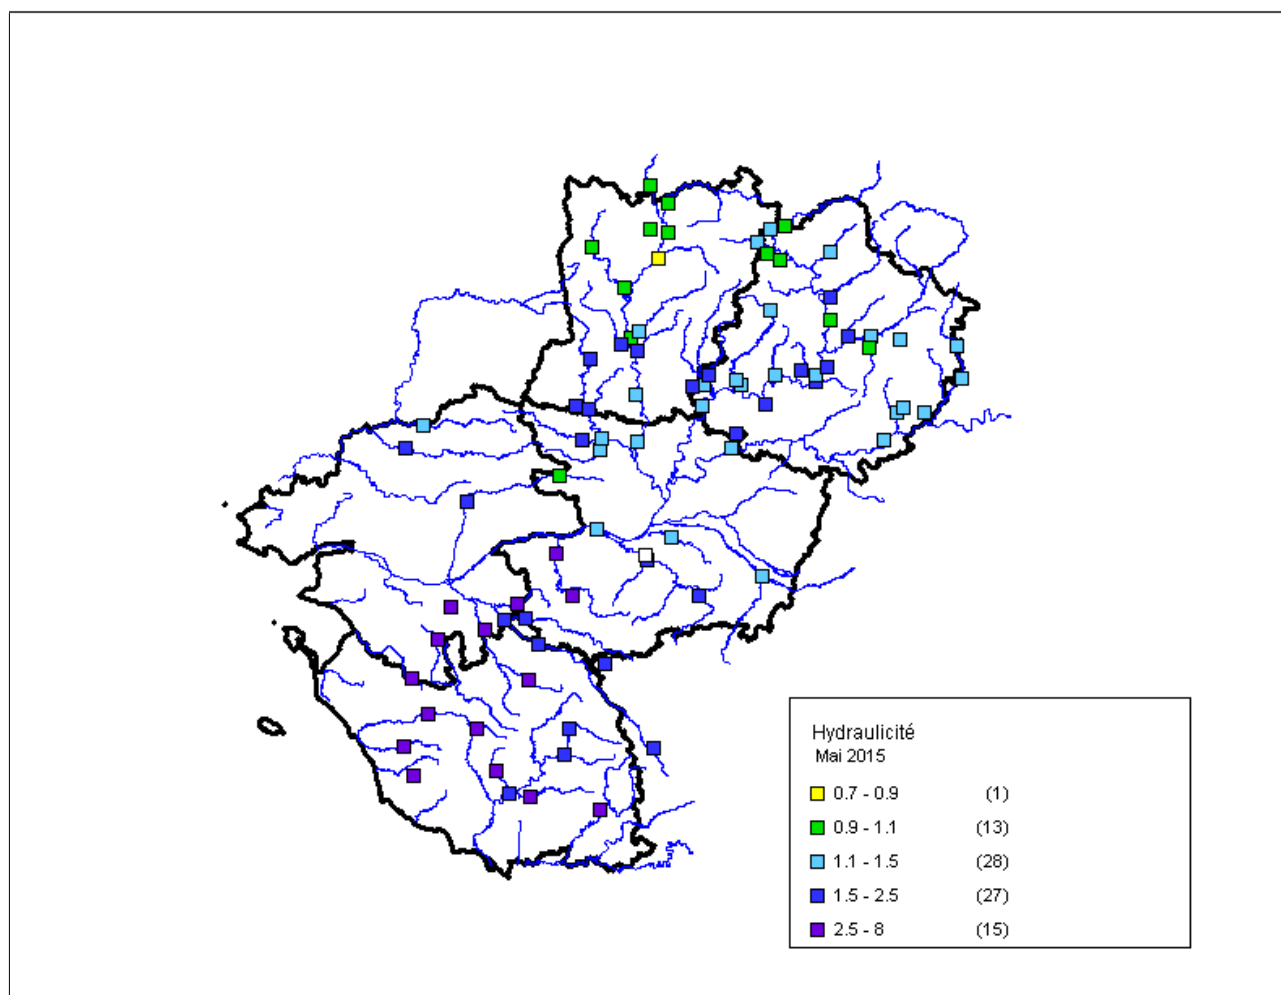 Hydraulicité
Mai 2015
0.7 - 0.9 (1)
0.9 - 1.1 (13)
1.1 - 1.5 (28)
1.5 - 2.5 (27)
2.5 - 8 (15)